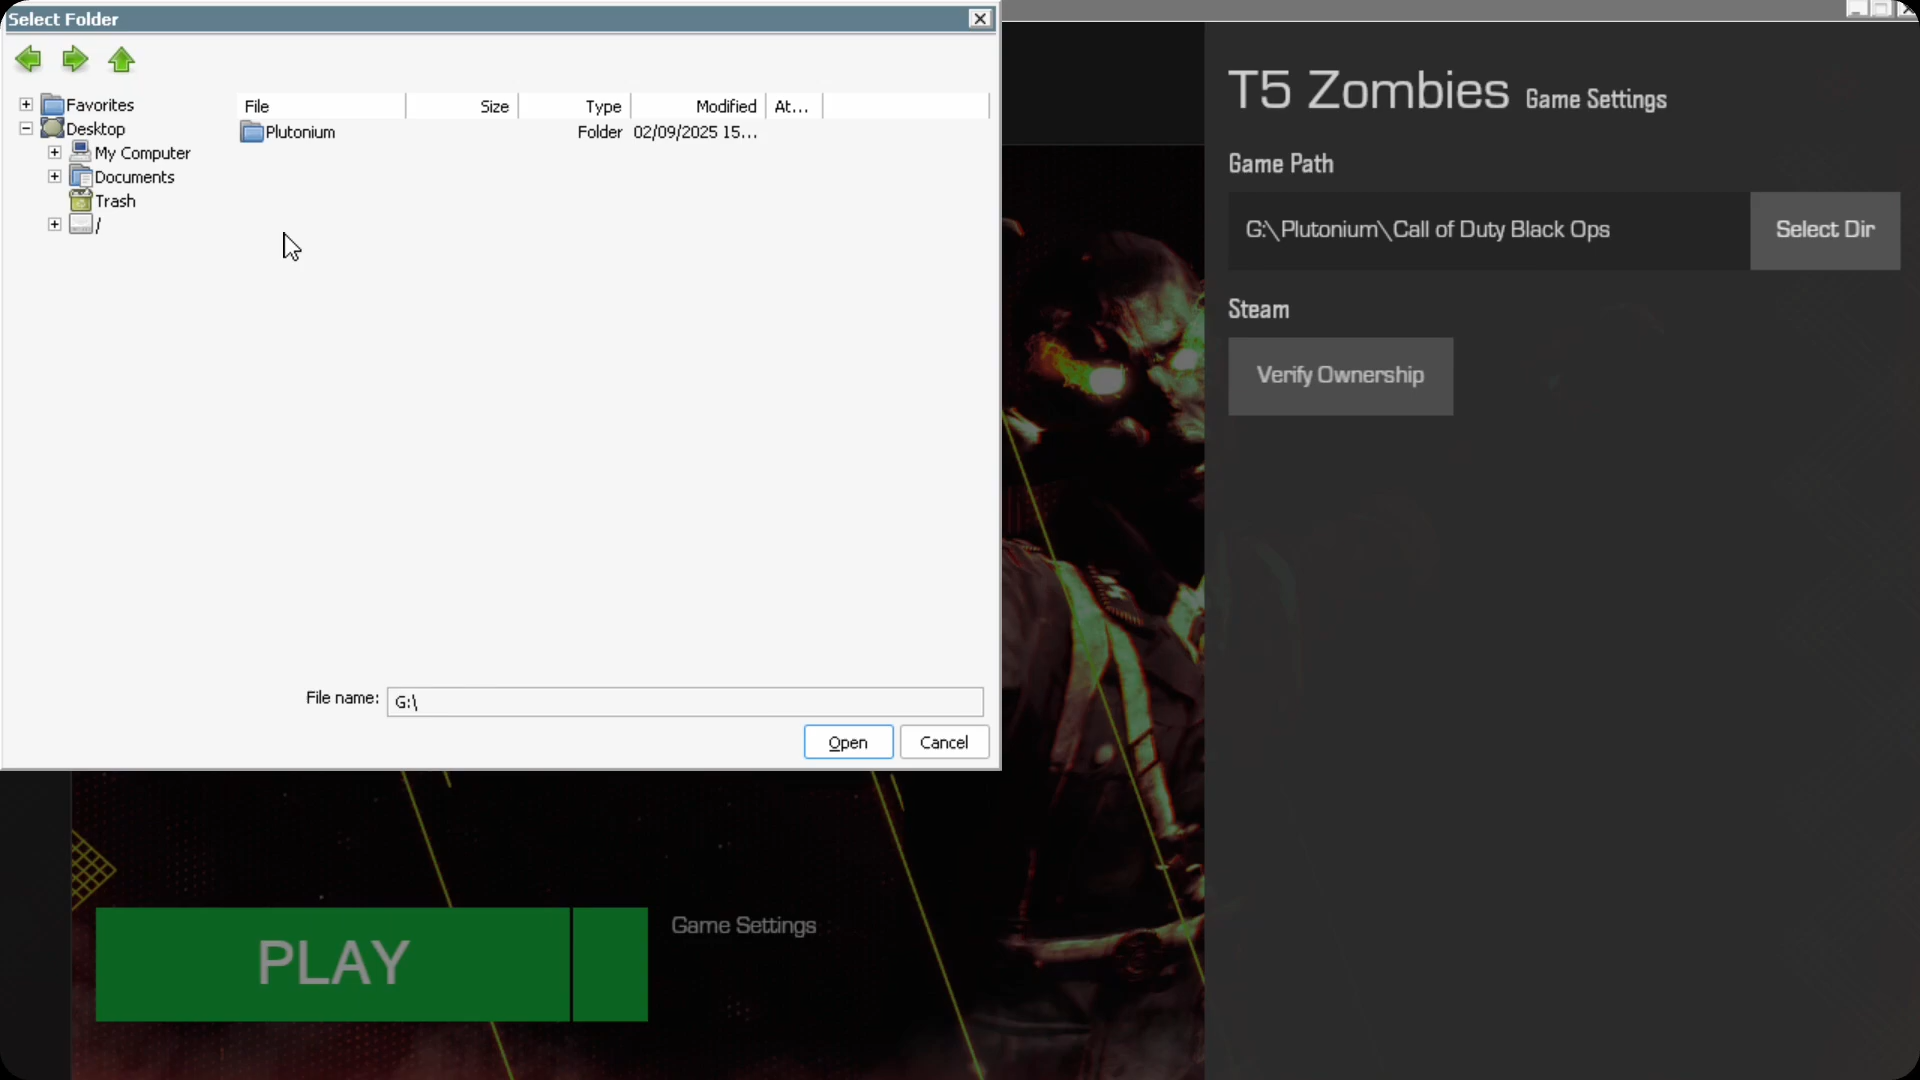 Select Folder
Favorites
Desktop
My Computer
Documents
Trash
/
File Size Type Modified At...
Plutonium Folder 02/09/2025 15...
File name: G:\
Open Cancel
T5 Zombies Game Settings
Game Path
G:\Plutonium\Call of Duty Black Ops
Select Dir
Steam
Verify Ownership
PLAY
Game Settings